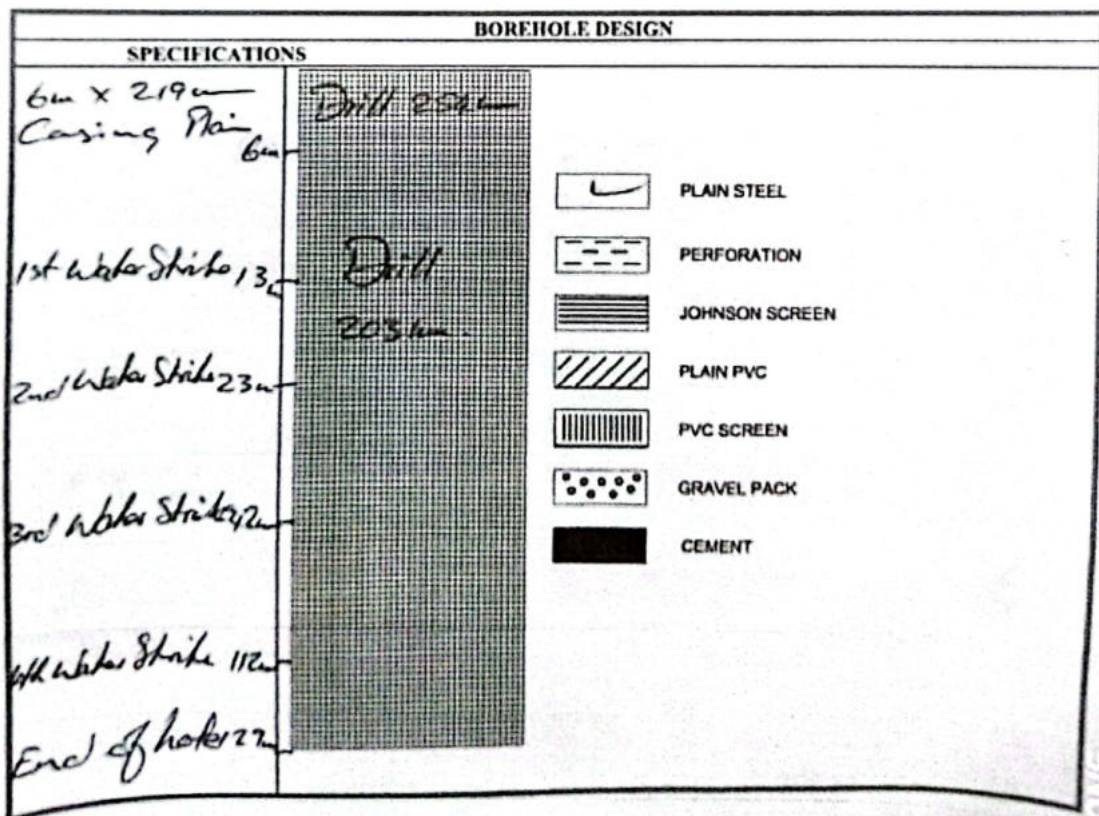 BOREHOLE DESIGN
SPECIFICATIONS
6m x 219mm
Casing Plain
6m
Drill 254mm
1st Water Strike 13m
Drill
203mm.
2nd Water Strike 23m
3rd Water Strike 42m
4th Water Strike 112m
End of hole
PLAIN STEEL
PERFORATION
JOHNSON SCREEN
PLAIN PVC
PVC SCREEN
GRAVEL PACK
CEMENT